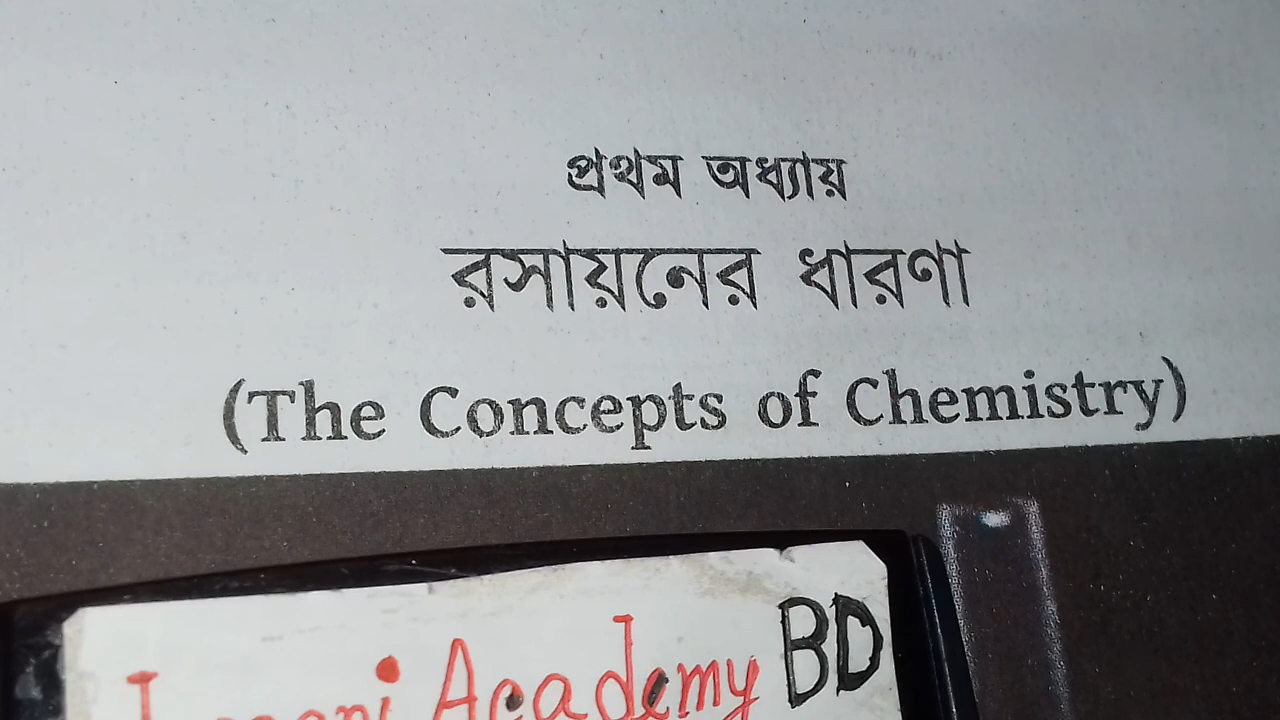 প্রথম অধ্যায়
রসায়নের ধারণা
(The Concepts of Chemistry)
Academy BD